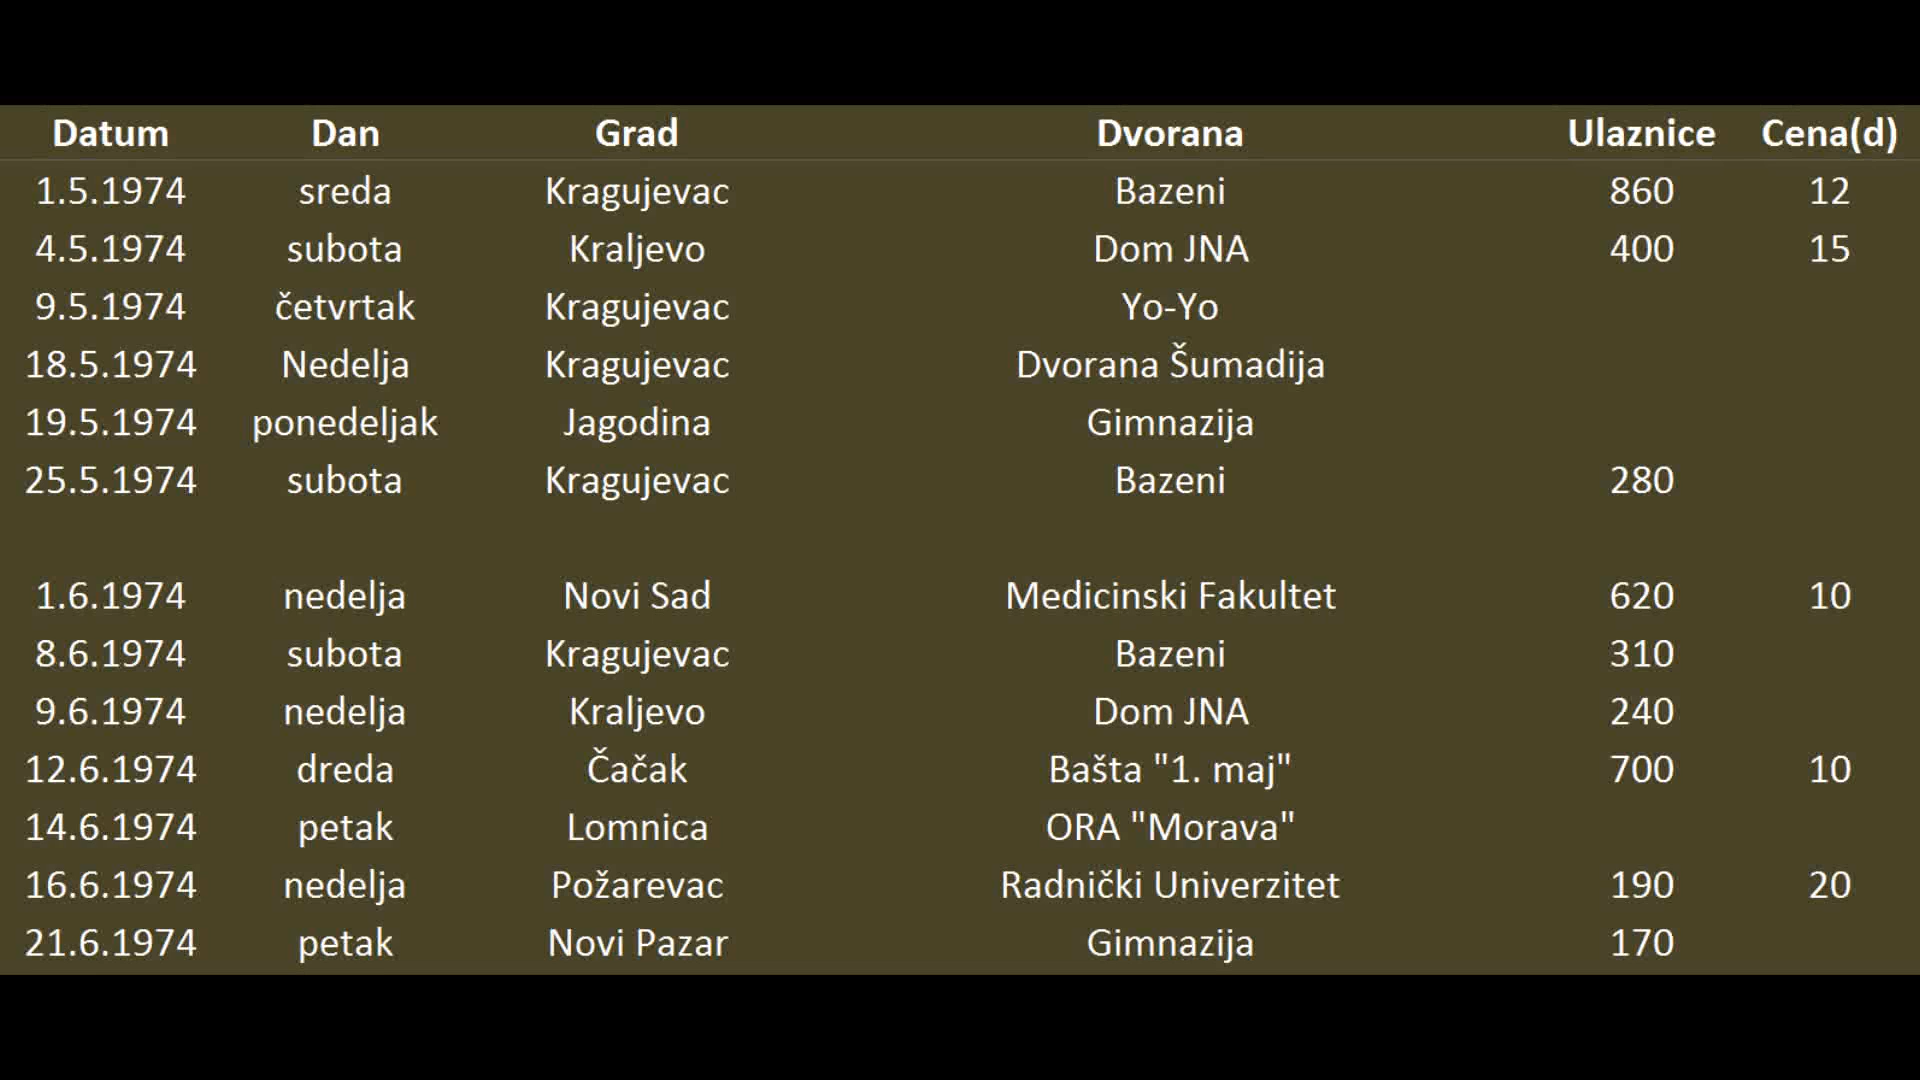 Datum Dan Grad Dvorana Ulaznice Cena(d)
1.5.1974 sreda Kragujevac Bazeni 860 12
4.5.1974 subota Kraljevo Dom JNA 400 15
9.5.1974 četvrtak Kragujevac Yo-Yo
18.5.1974 Nedelja Kragujevac Dvorana Šumadija
19.5.1974 ponedeljak Jagodina Gimnazija
25.5.1974 subota Kragujevac Bazeni 280
1.6.1974 nedelja Novi Sad Medicinski Fakultet 620 10
8.6.1974 subota Kragujevac Bazeni 310
9.6.1974 nedelja Kraljevo Dom JNA 240
12.6.1974 dreda Čačak Bašta "1. maj" 700 10
14.6.1974 petak Lomnica ORA "Morava"
16.6.1974 nedelja Požarevac Radnički Univerzitet 190 20
21.6.1974 petak Novi Pazar Gimnazija 170